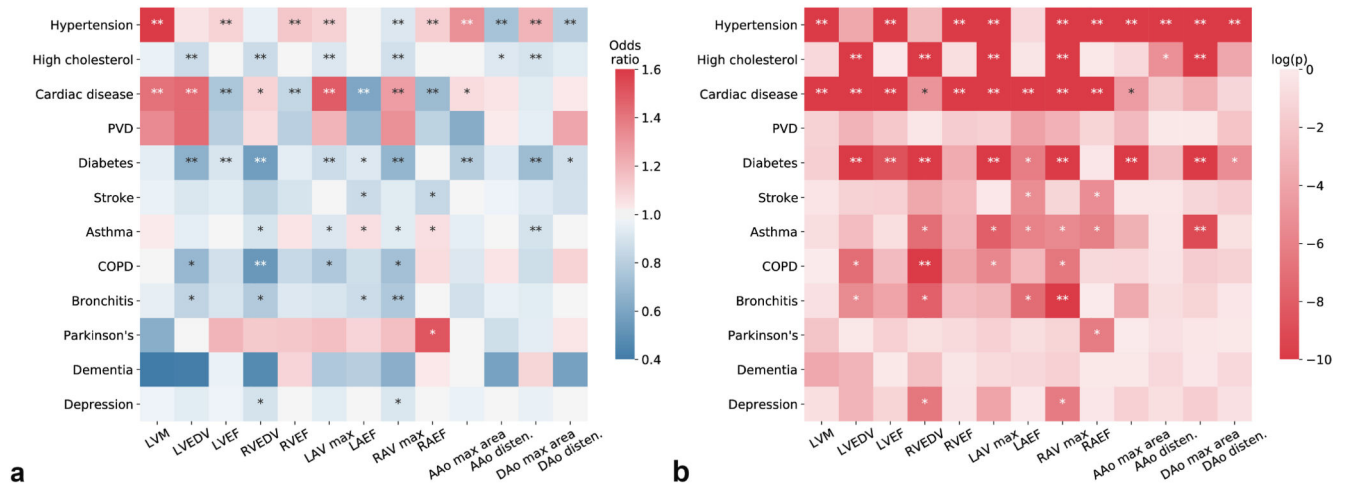 Hypertension ** ** ** ** ** ** ** ** ** **
High cholesterol ** ** ** ** * **
Cardiac disease ** ** ** * ** ** ** ** ** *
PVD
Diabetes ** ** ** ** * ** ** ** *
Stroke * *
Asthma * * * * * **
COPD * ** * *
Bronchitis * * * **
Parkinson's *
Dementia
Depression * *
LVM LVEDV LVEF RVEDV RVEF LAV max LAEF RAV max RAEF AAo max area AAo disten. DAo max area DAo disten.
Odds
ratio
1.6
1.4
1.2
1.0
0.8
0.6
0.4
a
Hypertension ** ** ** ** ** ** ** ** ** **
High cholesterol ** ** ** ** * **
Cardiac disease ** ** ** * ** ** ** ** ** *
PVD
Diabetes ** ** ** ** * ** ** ** *
Stroke * *
Asthma * * * * * **
COPD * ** * *
Bronchitis * * * **
Parkinson's *
Dementia
Depression * *
LVM LVEDV LVEF RVEDV RVEF LAV max LAEF RAV max RAEF AAo max area AAo disten. DAo max area DAo disten.
log(p)
0
−2
−4
−6
−8
−10
b